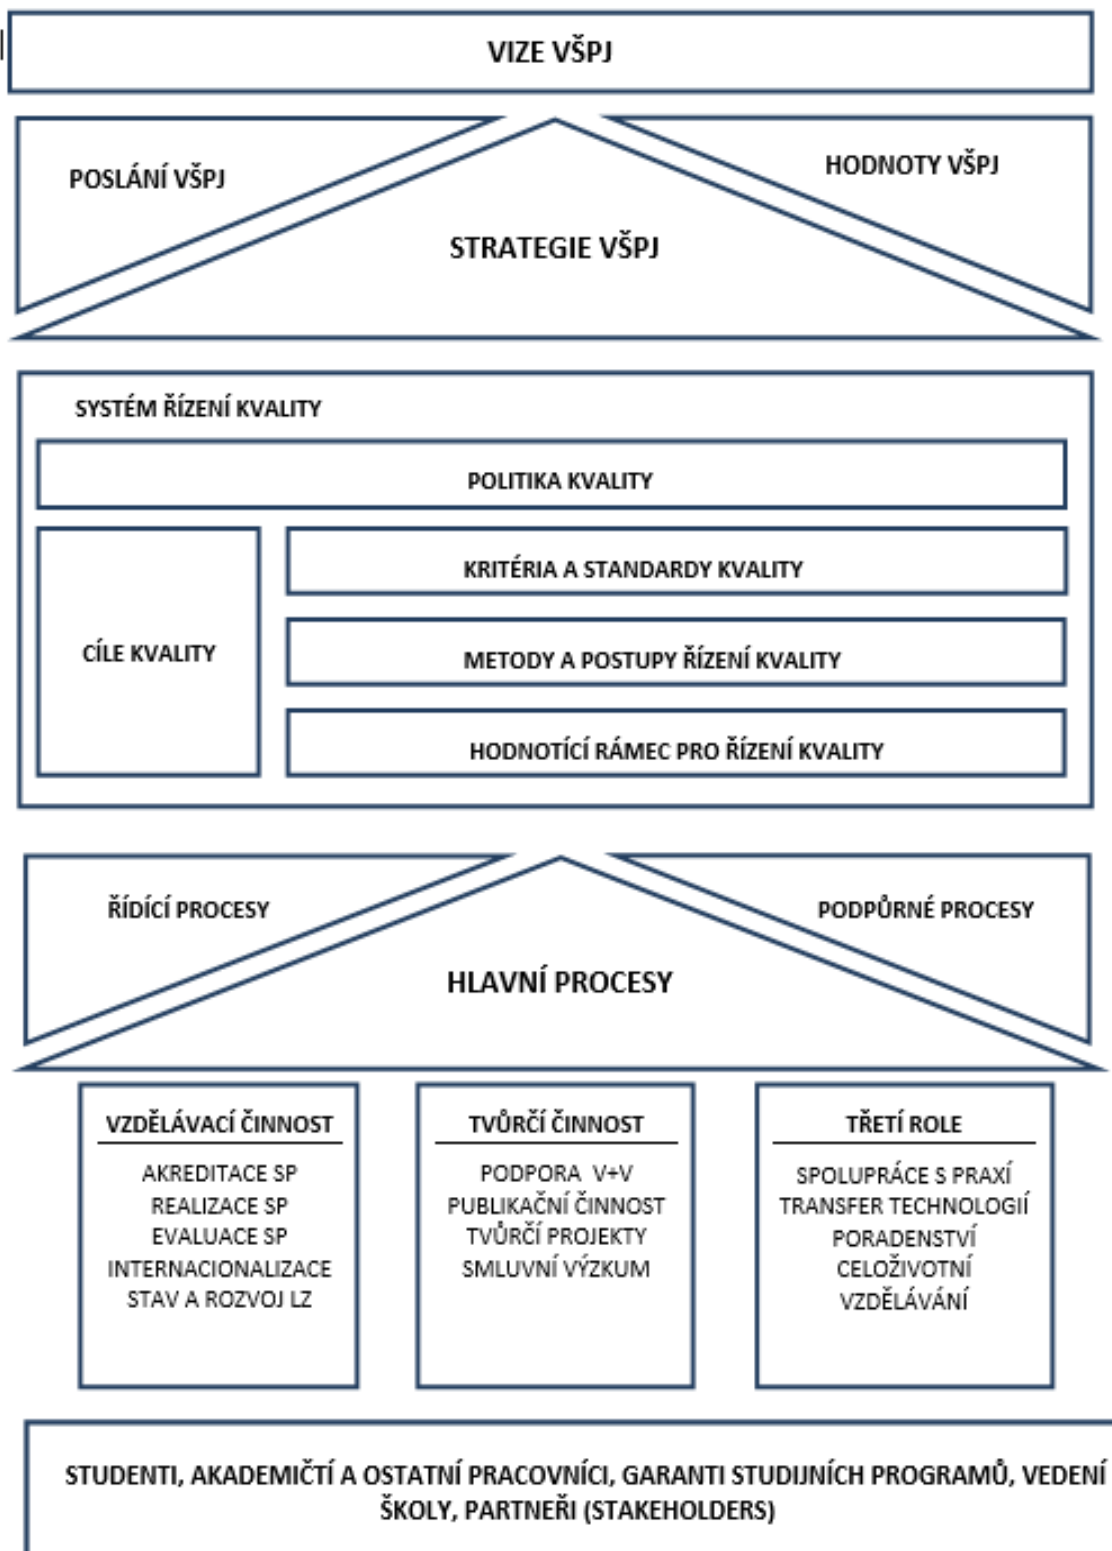 VIZE VŠPJ
POSLÁNÍ VŠPJ
HODNOTY VŠPJ
STRATEGIE VŠPJ
SYSTÉM ŘÍZENÍ KVALITY
POLITIKA KVALITY
CÍLE KVALITY
KRITÉRIA A STANDARDY KVALITY
METODY A POSTUPY ŘÍZENÍ KVALITY
HODNOTÍCÍ RÁMEC PRO ŘÍZENÍ KVALITY
ŘÍDÍCÍ PROCESY
PODPŮRNÉ PROCESY
HLAVNÍ PROCESY
VZDĚLÁVACÍ ČINNOST
AKREDITACE SP
REALIZACE SP
EVALUACE SP
INTERNACIONALIZACE
STAV A ROZVOJ LZ
TVŮRČÍ ČINNOST
PODPORA V+V
PUBLIKAČNÍ ČINNOST
TVŮRČÍ PROJEKTY
SMLUVNÍ VÝZKUM
TŘETÍ ROLE
SPOLUPRÁCE S PRAXÍ
TRANSFER TECHNOLOGIÍ
PORADENSTVÍ
CELOŽIVOTNÍ
VZDĚLÁVÁNÍ
STUDENTI, AKADEMIČTÍ A OSTATNÍ PRACOVNÍCI, GARANTI STUDIJNÍCH PROGRAMŮ, VEDENÍ
ŠKOLY, PARTNEŘI (STAKEHOLDERS)